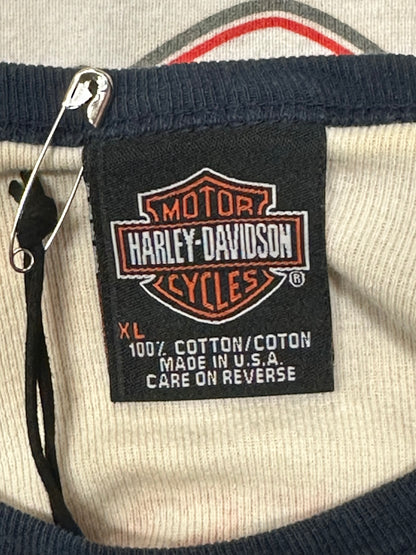 MOTOR
HARLEY-DAVIDSON
CYCLES
®
XL
100% COTTON/COTON
MADE IN U.S.A.
CARE ON REVERSE